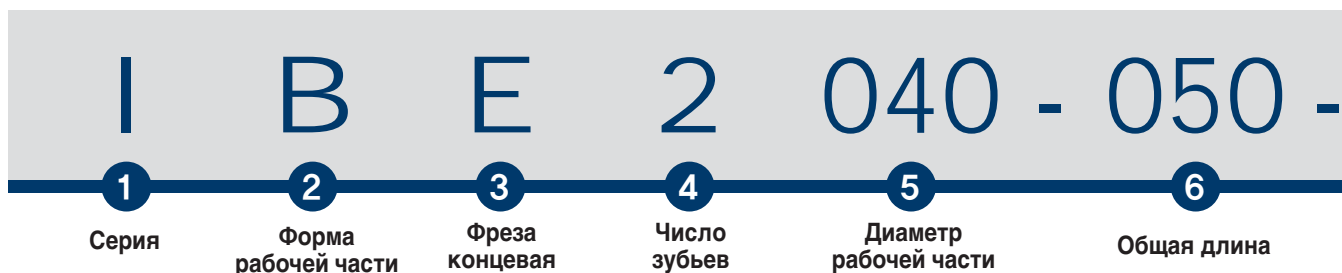 I B E 2 040 - 050 -
1 2 3 4 5 6
Серия
Форма
рабочей части
Фреза
концевая
Число
зубьев
Диаметр
рабочей части
Общая длина